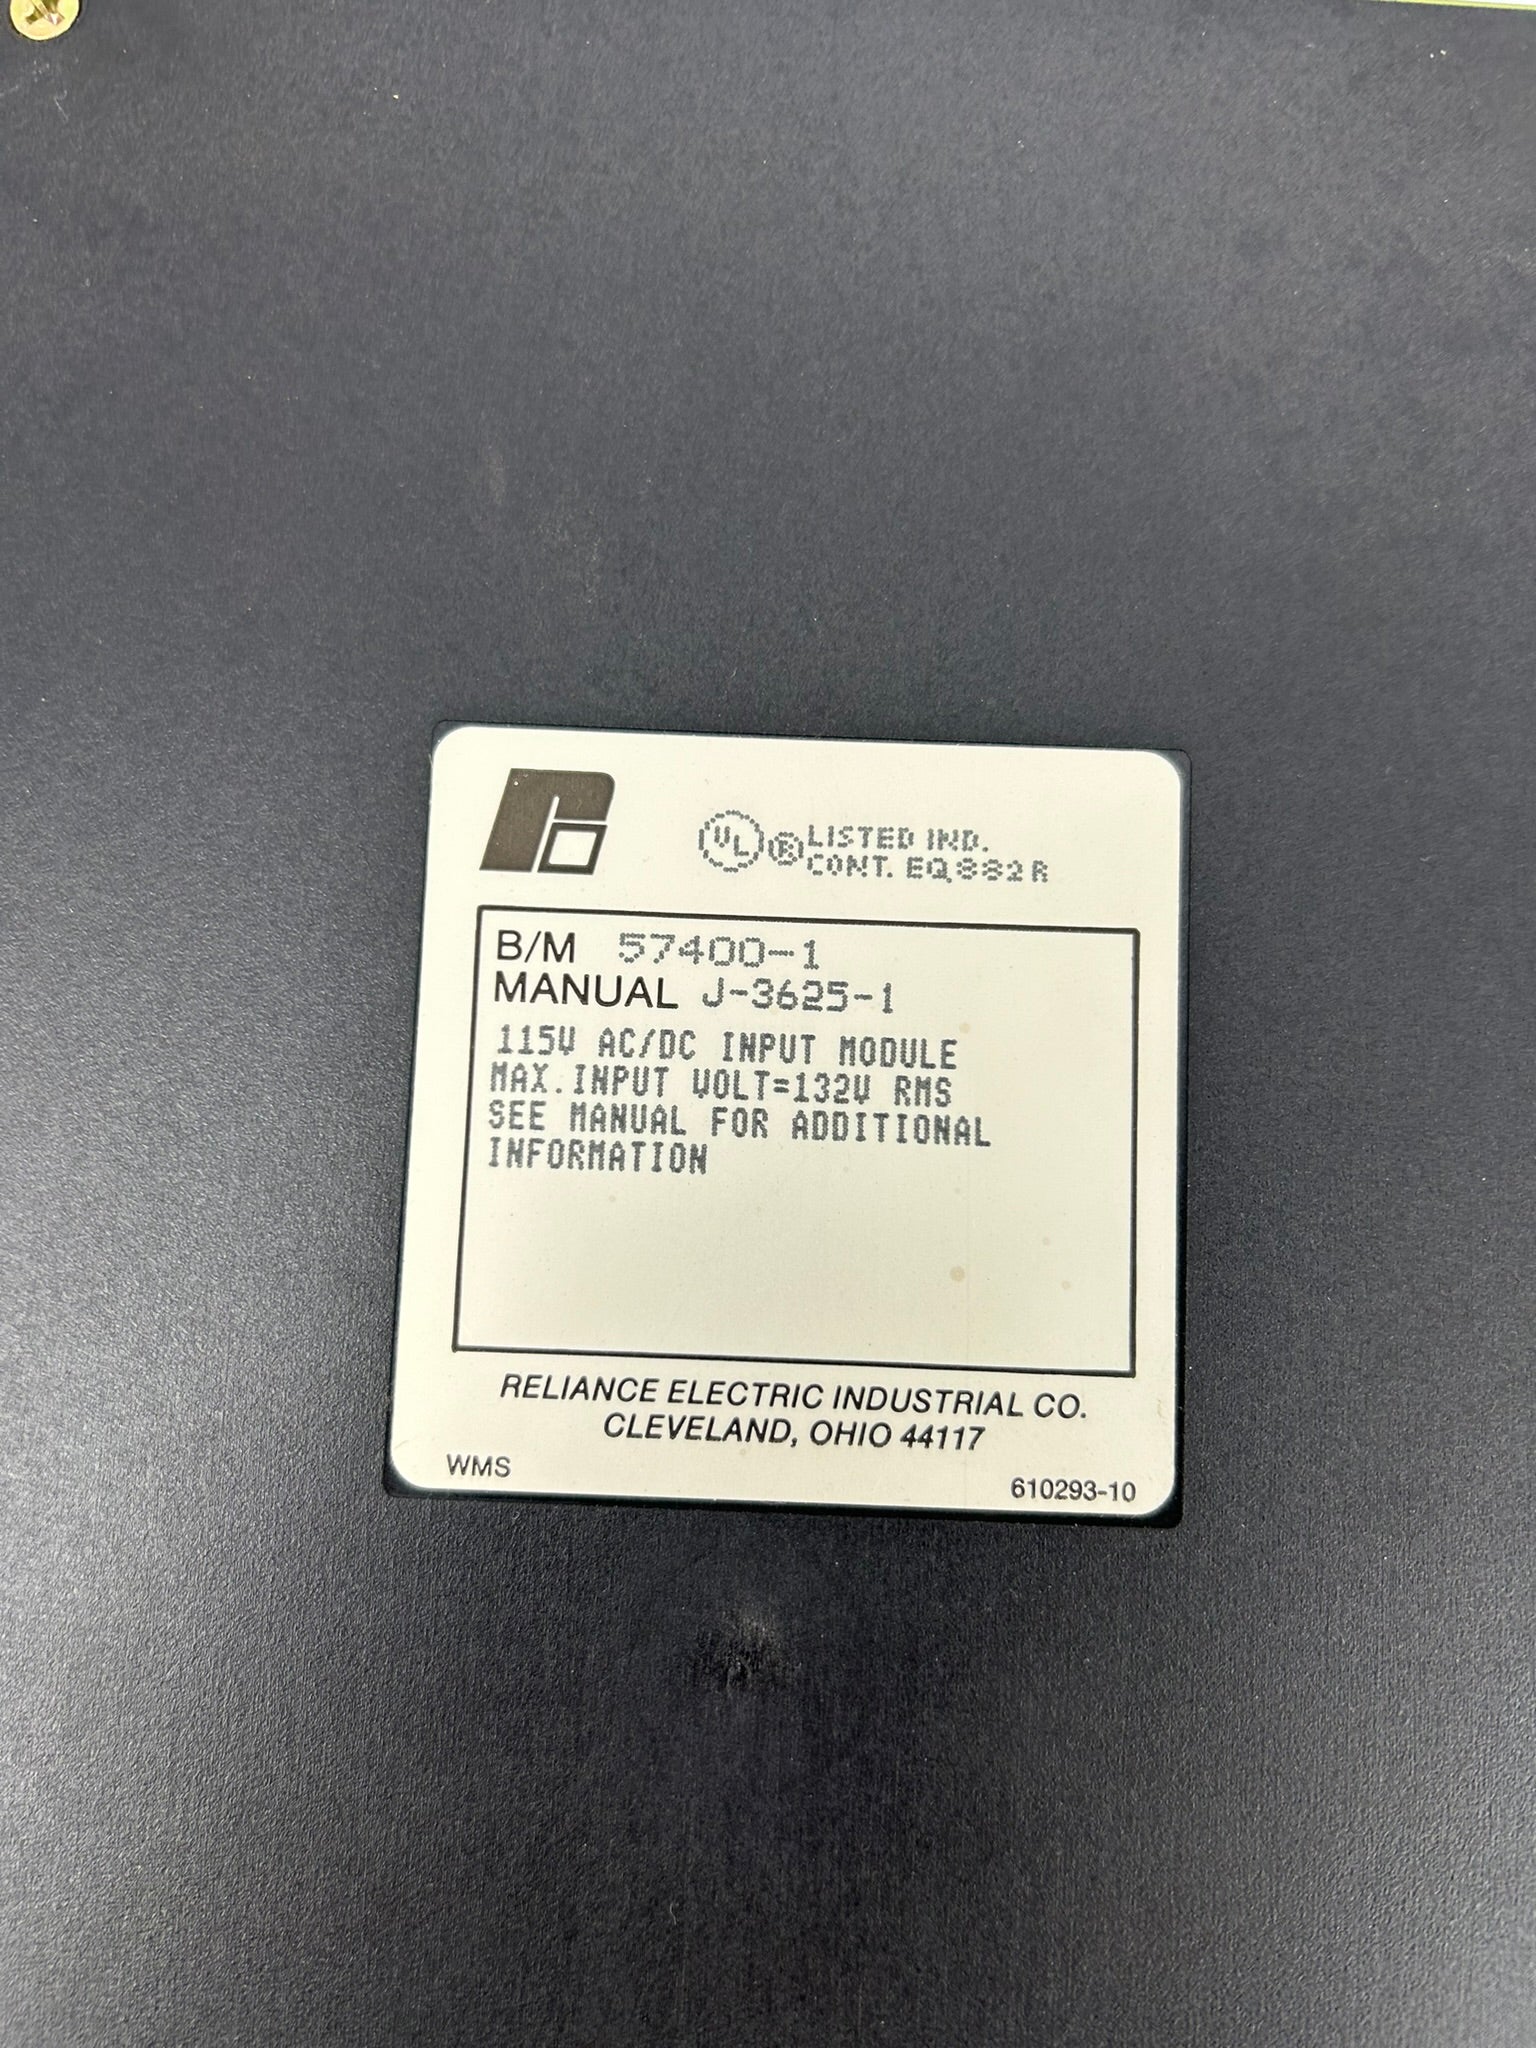 UL ® LISTED IND.
CONT. EQ.882R
B/M 57400-1
MANUAL J-3625-1
115V AC/DC INPUT MODULE
MAX.INPUT VOLT=132V RMS
SEE MANUAL FOR ADDITIONAL
INFORMATION
RELIANCE ELECTRIC INDUSTRIAL CO.
CLEVELAND, OHIO 44117
WMS
610293-10